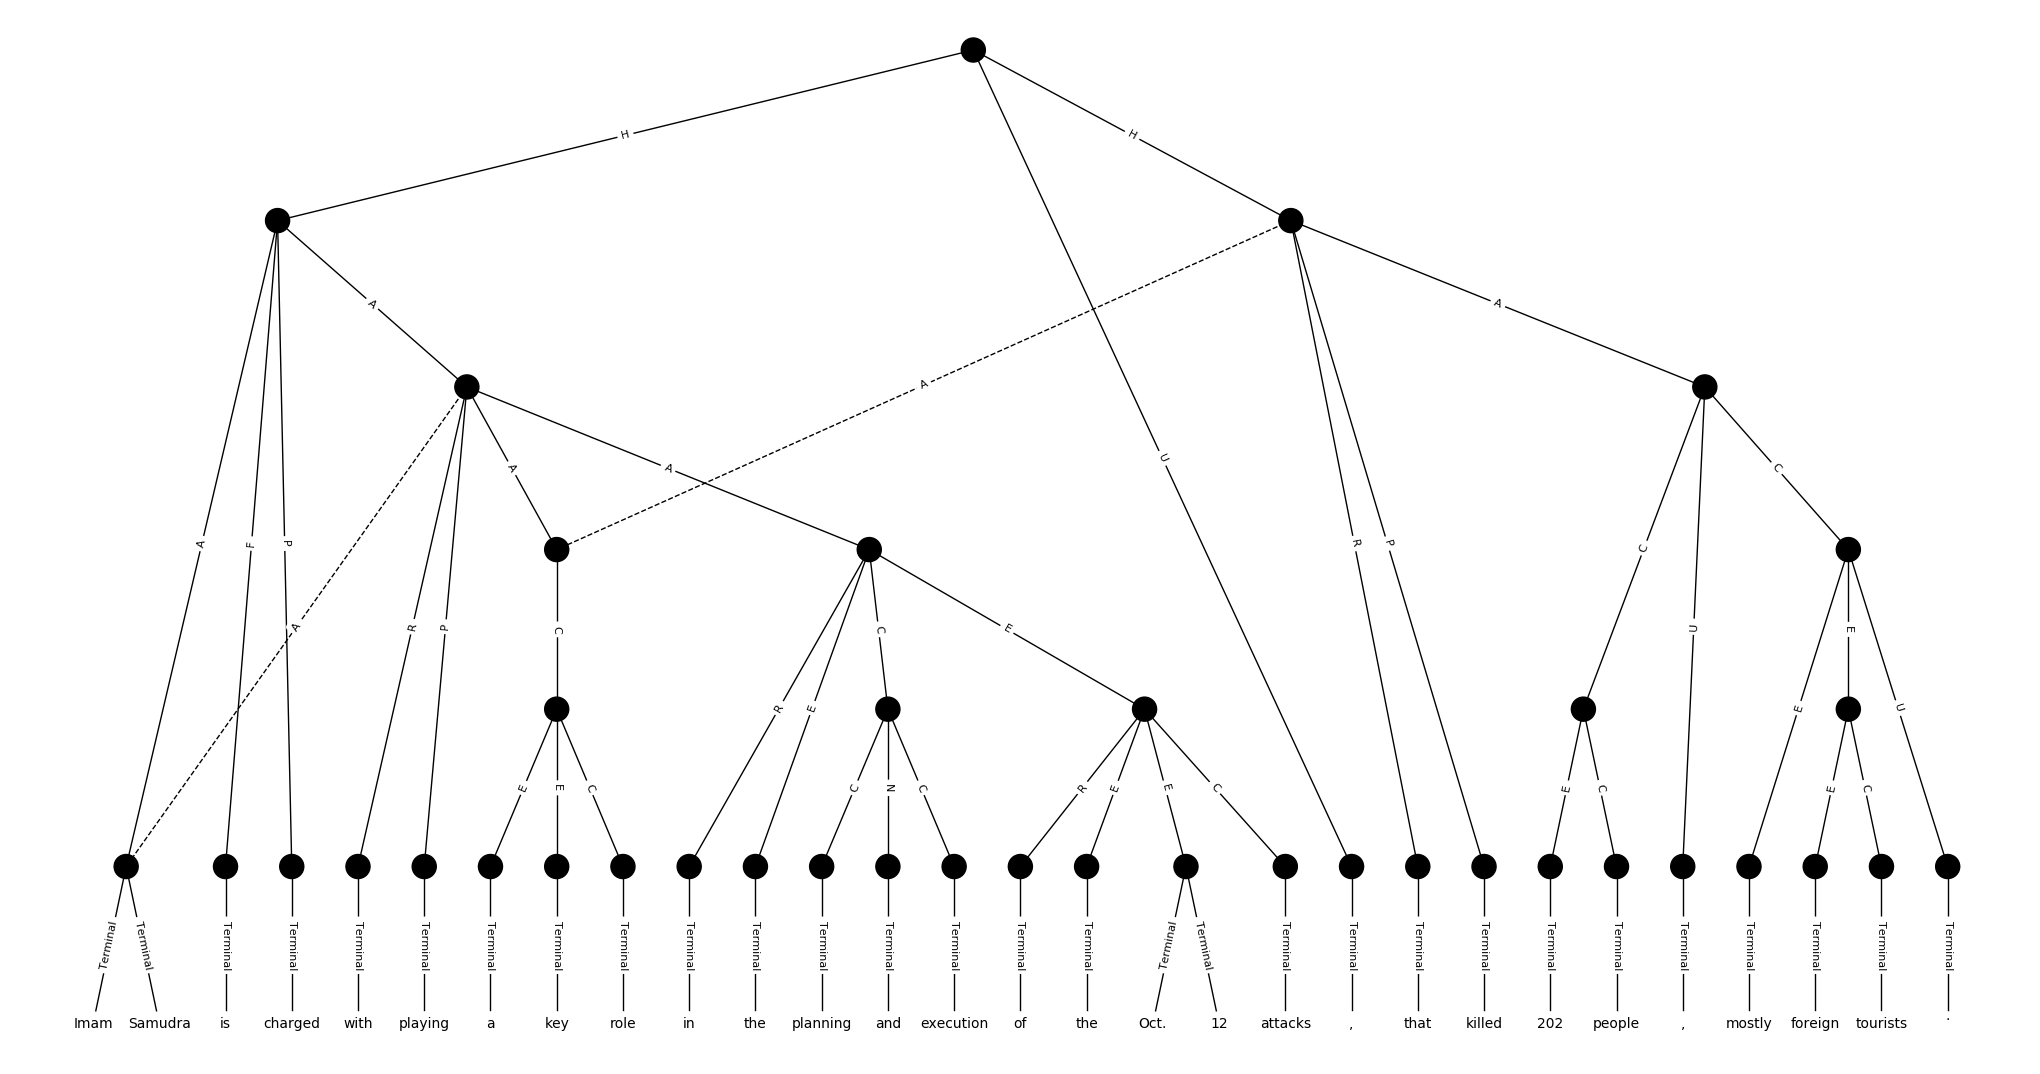 H H
A A
A
A A U C
A F P R P R P C
A R P C C E U E
R E E U
E E C C N C R E E C E C E C
Terminal Terminal Terminal Terminal Terminal Terminal Terminal Terminal Terminal Terminal Terminal Terminal Terminal Terminal Terminal Terminal Terminal Terminal Terminal Terminal Terminal Terminal Terminal Terminal Terminal Terminal Terminal Terminal Terminal
Imam Samudra is charged with playing a key role in the planning and execution of the Oct. 12 attacks , that killed 202 people , mostly foreign tourists .